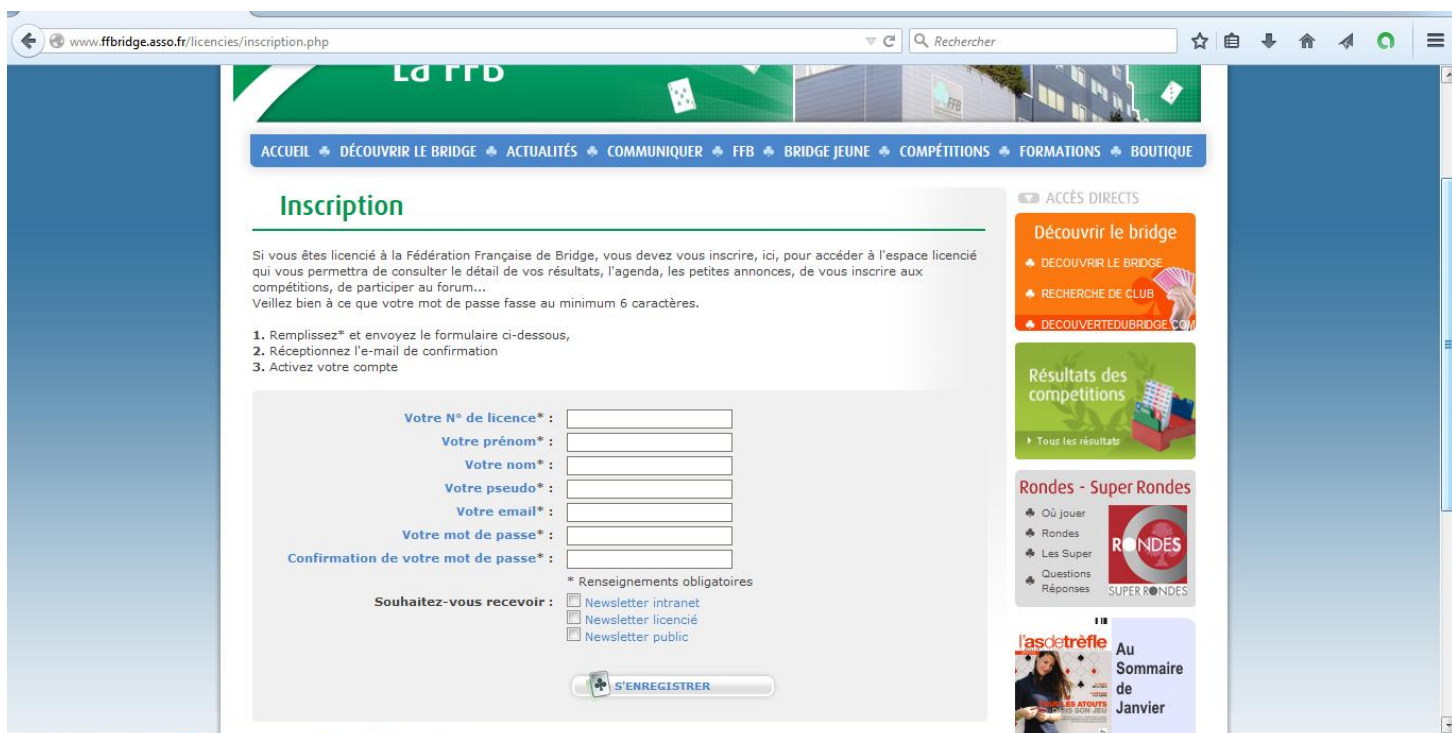 www.ffbridge.asso.fr/licencies/inscription.php
Rechercher
La FFB
FFB
ACCUEIL DÉCOUVRIR LE BRIDGE ACTUALITÉS COMMUNIQUER FFB BRIDGE JEUNE COMPÉTITIONS FORMATIONS BOUTIQUE
Inscription
Si vous êtes licencié à la Fédération Française de Bridge, vous devez vous inscrire, ici, pour accéder à l'espace licencié
qui vous permettra de consulter le détail de vos résultats, l'agenda, les petites annonces, de vous inscrire aux
compétitions, de participer au forum...
Veillez bien à ce que votre mot de passe fasse au minimum 6 caractères.
1. Remplissez* et envoyez le formulaire ci-dessous,
2. Réceptionnez l'e-mail de confirmation
3. Activez votre compte
Votre N° de licence* :
Votre prénom* :
Votre nom* :
Votre pseudo* :
Votre email* :
Votre mot de passe* :
Confirmation de votre mot de passe* :
* Renseignements obligatoires
Souhaitez-vous recevoir : Newsletter intranet
Newsletter licencié
Newsletter public
S'ENREGISTRER
ACCÈS DIRECTS
Découvrir le bridge
DECOUVRIR LE BRIDGE
RECHERCHE DE CLUB
DECOUVERTEDUBRIDGE.COM
Résultats des
competitions
Tous les résultats
Rondes - Super Rondes
Où jouer
Rondes
Les Super
Questions
Réponses
RONDES
SUPER RONDES
l'asdetrèfle
Au
Sommaire
de
Janvier
LES ATOUTS
DANS SON JEU